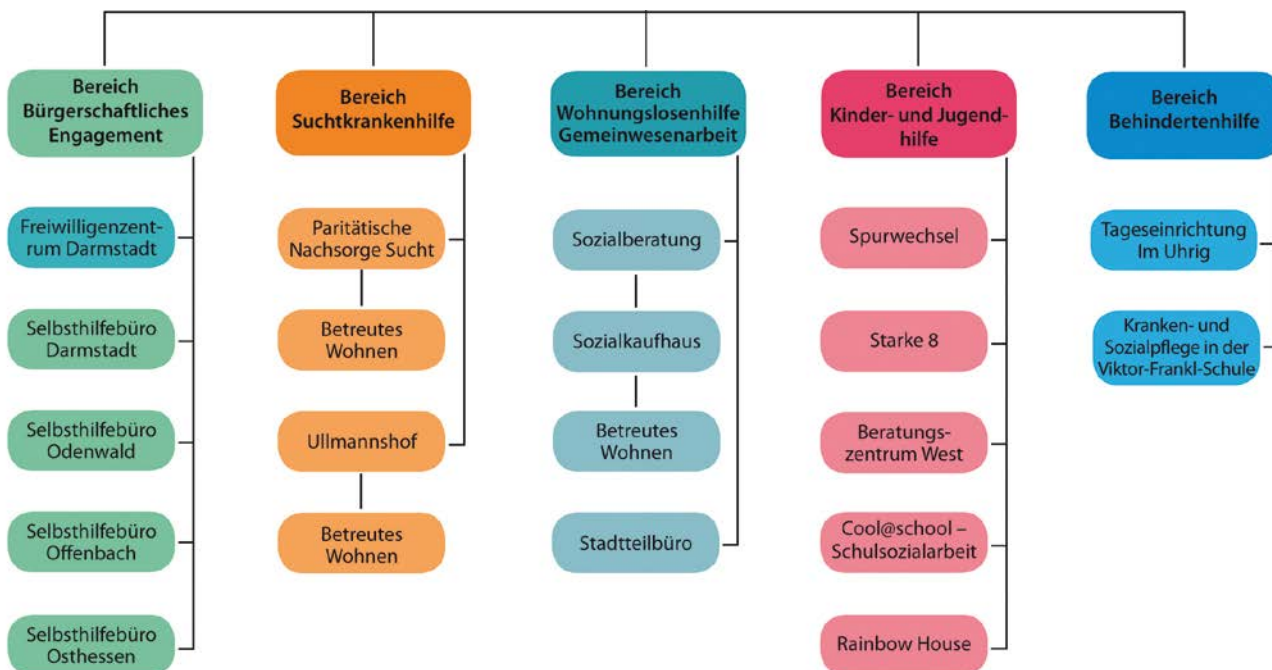 Bereich
Bürgerschaftliches
Engagement
Freiwilligenzent-
rum Darmstadt
Selbsthilfebüro
Darmstadt
Selbsthilfebüro
Odenwald
Selbsthilfebüro
Offenbach
Selbsthilfebüro
Osthessen
Bereich
Suchtkrankenhilfe
Paritätische
Nachsorge Sucht
Betreutes
Wohnen
Ullmannshof
Betreutes
Wohnen
Bereich
Wohnungslosenhilfe
Gemeinwesenarbeit
Sozialberatung
Sozialkaufhaus
Betreutes
Wohnen
Stadtteilbüro
Bereich
Kinder- und Jugend-
hilfe
Spurwechsel
Starke 8
Beratungs-
zentrum West
Cool@school –
Schulsozialarbeit
Rainbow House
Bereich
Behindertenhilfe
Tageseinrichtung
Im Uhrig
Kranken- und
Sozialpflege in der
Viktor-Frankl-Schule